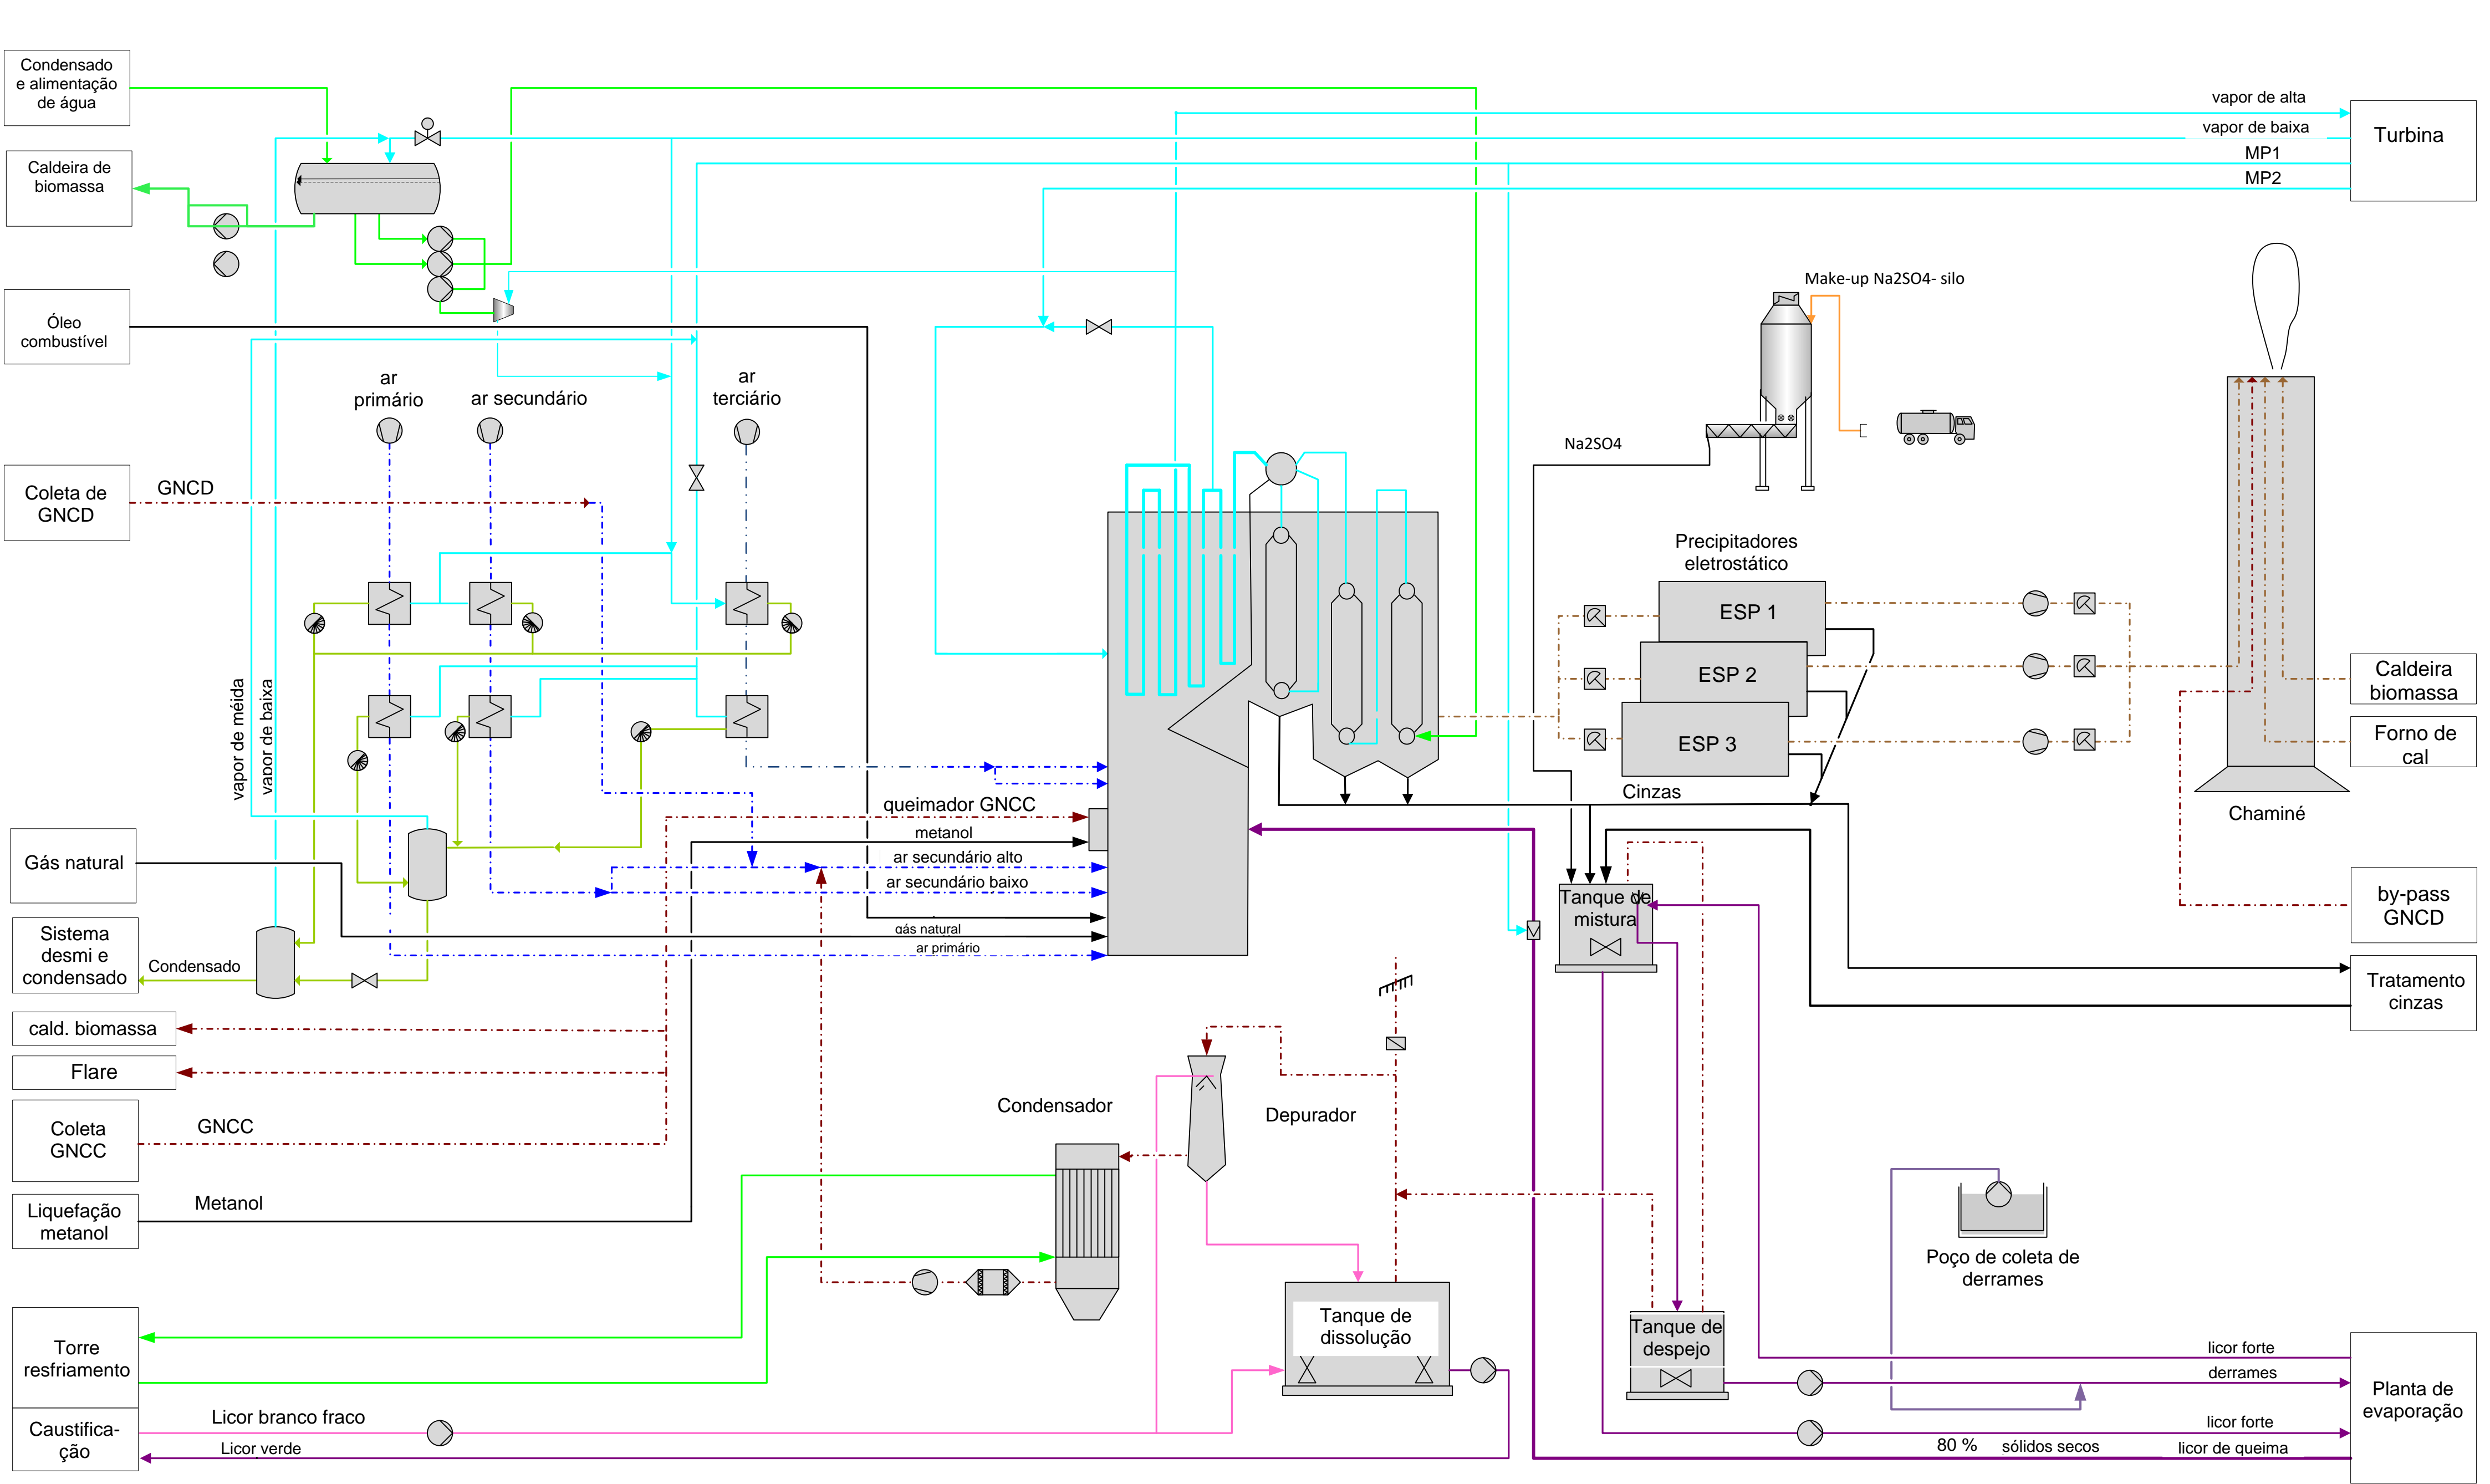 Condensado
e alimentação
de água
vapor de alta
vapor de baixa
MP1
MP2
Turbina
Caldeira de
biomassa
Make-up Na2SO4- silo
Óleo
combustível
ar
primário
ar secundário
ar
terciário
Na2SO4
Coleta de
GNCD
GNCD
Precipitadores
eletrostático
ESP 1
ESP 2
ESP 3
Cinzas
vapor de méida
vapor de baixa
Caldeira
biomassa
Forno de
cal
Chaminé
queimador GNCC
metanol
ar secundário alto
ar secundário baixo
gás natural
ar primário
Gás natural
Tanque de
mistura
by-pass
GNCD
Sistema
desmi e
condensado
Condensado
Tratamento
cinzas
cald. biomassa
Flare
Coleta
GNCC
GNCC
Condensador
Depurador
Liquefação
metanol
Metanol
Poço de coleta de
derrames
Torre
resfriamento
Tanque de
dissolução
Tanque de
despejo
licor forte
derrames
Planta de
evaporação
Caustifica-
ção
Licor branco fraco
Licor verde
licor forte
80 % sólidos secos licor de queima